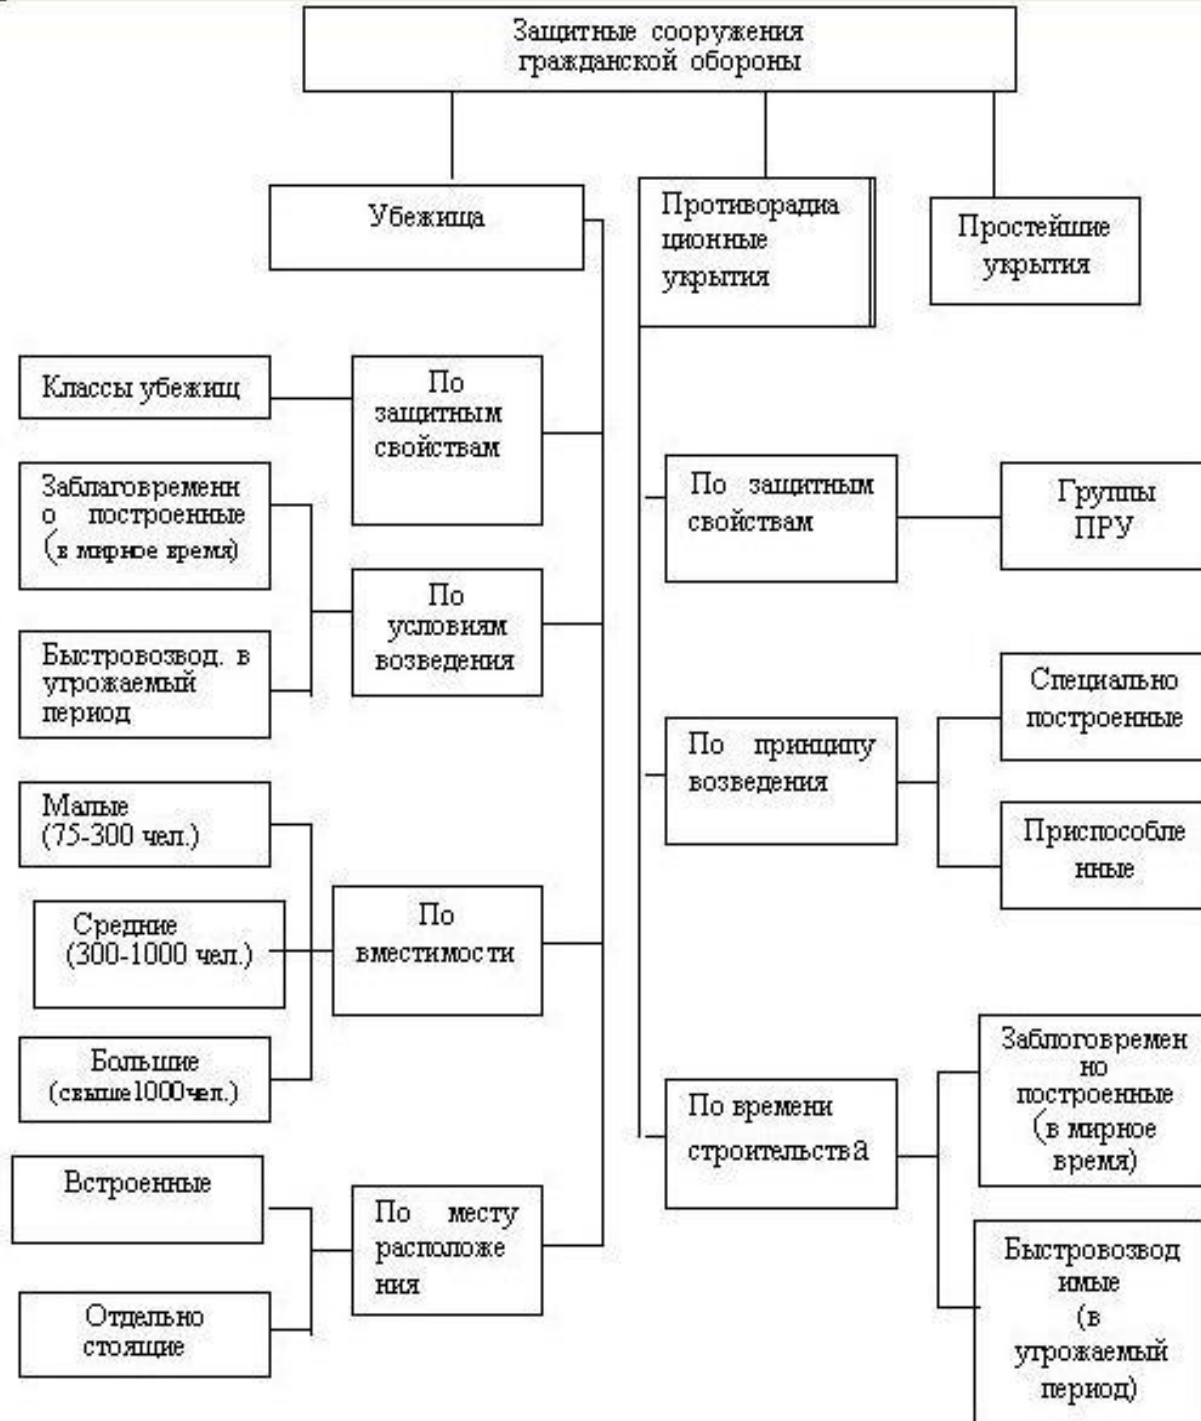 Защитные сооружения
гражданской обороны
Убежища
Противорадиа
ционные
укрытия
Простейшие
укрытия
Классы убежищ
По
защитным
свойствам
Заблаговременн
о построенные
(в мирное время)
По
условиям
возведения
Быстровозвод. в
угрожаемый
период
Малые
(75-300 чел.)
Средние
(300-1000 чел.)
По
вместимости
Большие
(свыше1000чел.)
Встроенные
По месту
расположе
ния
Отдельно
стоящие
По защитным
свойствам
Группы
ПРУ
По принципу
возведения
Специально
построенные
Приспособле
нные
По времени
строительства
Заблоговремен
но
построенные
(в мирное
время)
Быстровозвод
имые
(в
угрожаемый
период)